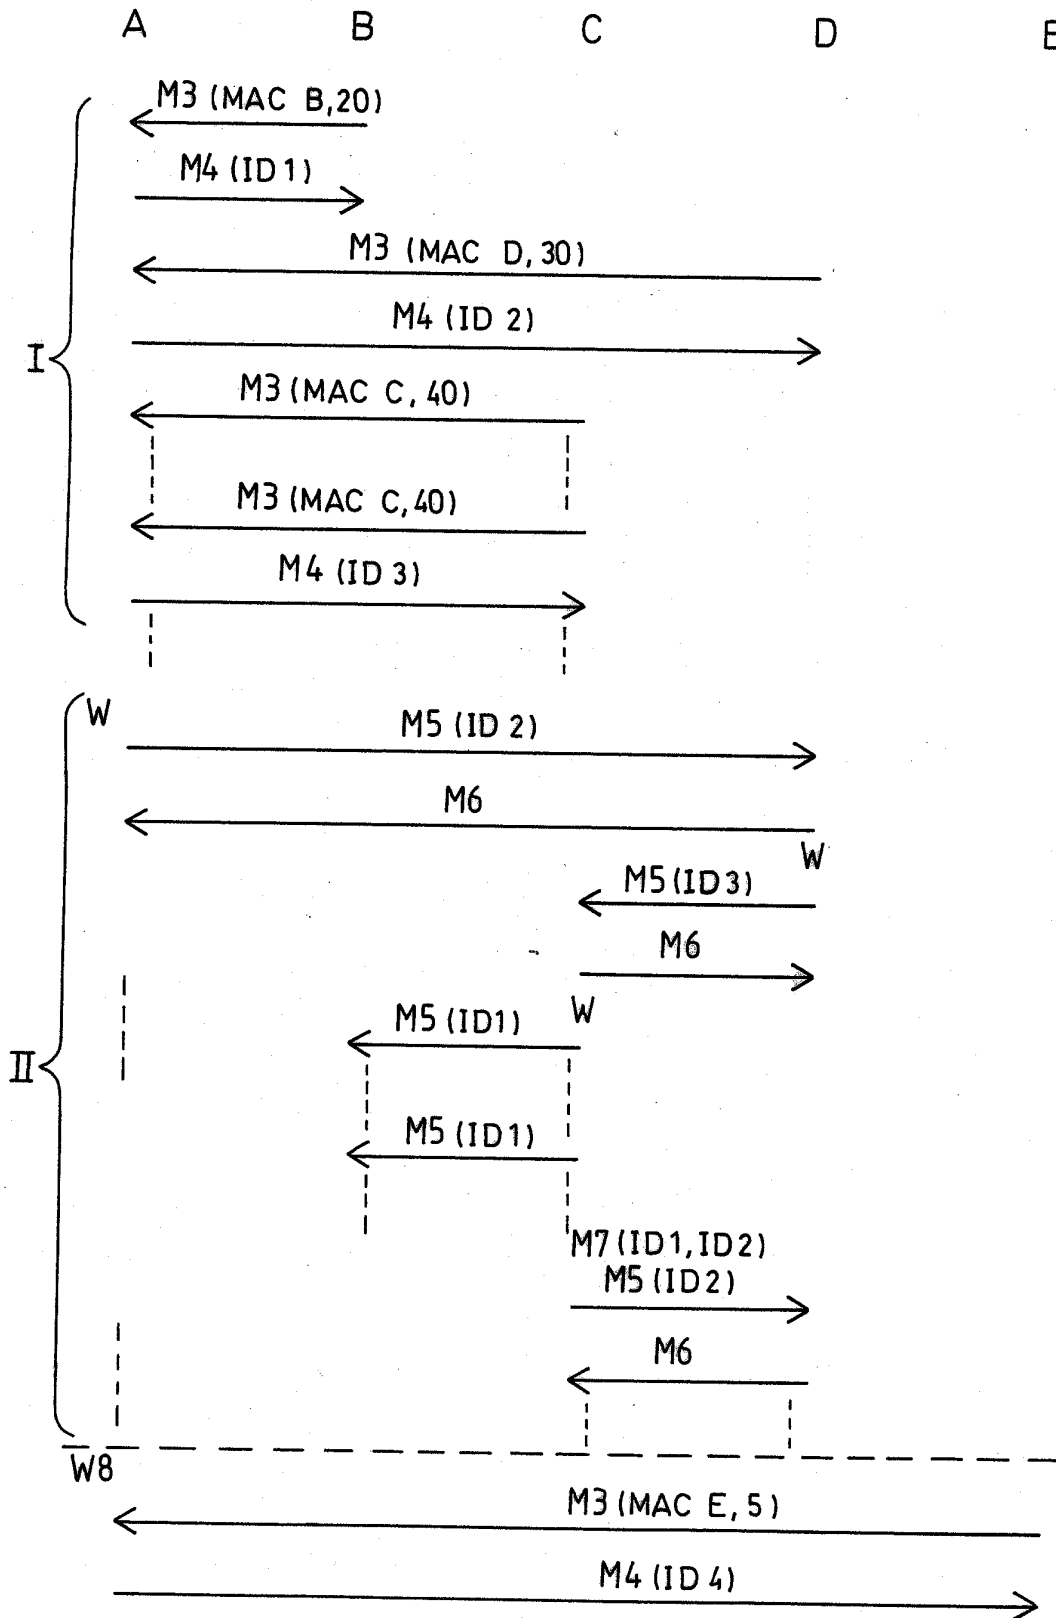 A B C D E
M3 (MAC B,20)
M4 (ID 1)
M3 (MAC D,30)
M4 (ID 2)
I
M3 (MAC C, 40)
M3 (MAC C,40)
M4 (ID 3)
W
M5 (ID 2)
M6
W
M5 (ID3)
M6
W
M5 (ID1)
II
M5 (ID1)
M7 (ID1,ID2)
M5 (ID2)
M6
W8
M3 (MAC E, 5)
M4 (ID 4)